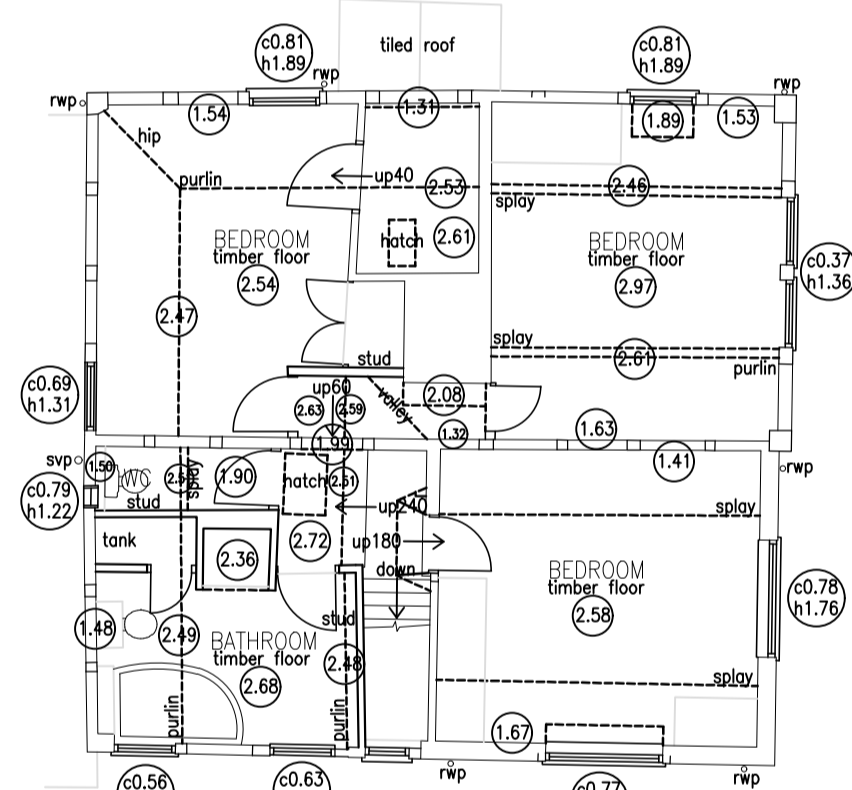 c0.81
h1.89
tiled roof
c0.81
h1.89
rwp
rwp
rwp
1.54
1.31
1.89
1.53
hip
purlin
up40
2.53
2.46
splay
BEDROOM
timber floor
2.54
hatch
2.61
BEDROOM
timber floor
2.97
c0.37
h1.36
2.47
splay
2.61
purlin
stud
c0.69
h1.31
up60
2.63
2.59
valley
2.08
1.32
1.63
1.99
1.41
svp
1.50
WC
splay
1.90
hatch
2.51
rwp
c0.79
h1.22
stud
up240
splay
tank
2.36
2.72
up180
down
BEDROOM
timber floor
2.58
c0.78
h1.76
1.48
2.49
BATHROOM
timber floor
2.68
stud
2.48
splay
purlin
purlin
1.67
rwp
rwp
c0.56
c0.63
c0.77